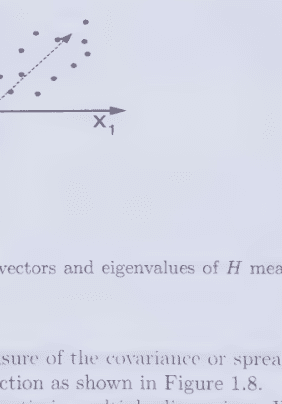 X1
vectors and eigenvalues of H mea
sure of the covariance or sprea
ction as shown in Figure 1.8.